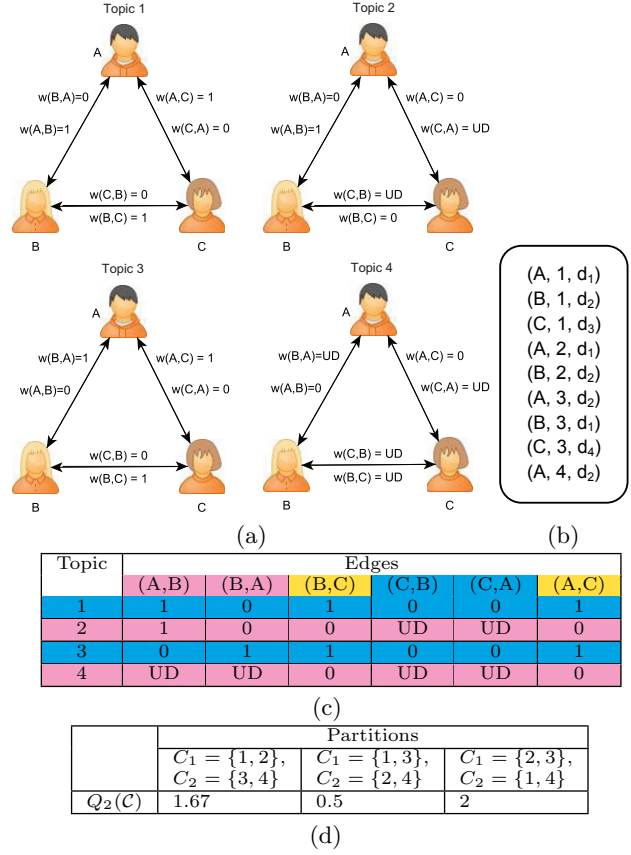 Topic 1
A
w(B,A)=0
w(A,B)=1
w(A,C) = 1
w(C,A) = 0
w(C,B) = 0
w(B,C) = 1
B
C
Topic 2
A
w(B,A)=0
w(A,B)=1
w(A,C) = 0
w(C,A) = UD
w(C,B) = UD
w(B,C) = 0
B
C
Topic 3
A
w(B,A)=1
w(A,B)=0
w(A,C) = 1
w(C,A) = 0
w(C,B) = 0
w(B,C) = 1
B
C
Topic 4
A
w(B,A)=UD
w(A,B)=0
w(A,C) = 0
w(C,A) = UD
w(C,B) = UD
w(B,C) = UD
B
C
(a)
(A, 1, d₁)
(B, 1, d₂)
(C, 1, d₃)
(A, 2, d₁)
(B, 2, d₂)
(A, 3, d₂)
(B, 3, d₁)
(C, 3, d₄)
(A, 4, d₂)
(b)
Topic Edges
(A,B) (B,A) (B,C) (C,B) (C,A) (A,C)
1 1 0 1 0 0 1
2 1 0 0 UD UD 0
3 0 1 1 0 0 1
4 UD UD 0 UD UD 0
(c)
Partitions
C₁ = {1, 2}, C₁ = {1, 3}, C₁ = {2, 3},
C₂ = {3, 4} C₂ = {2, 4} C₂ = {1, 4}
Q₂(𝒞) 1.67 0.5 2
(d)